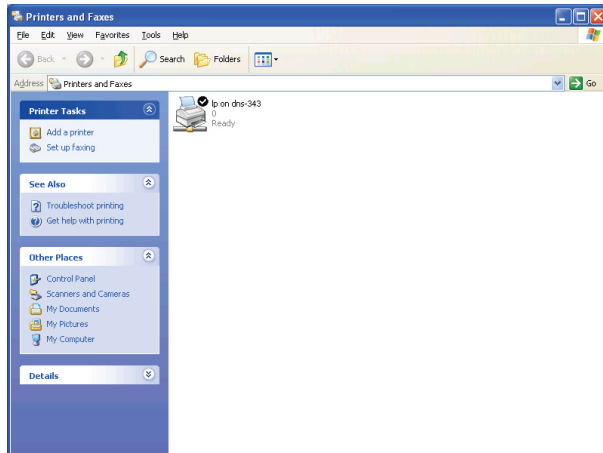 Printers and Faxes
File Edit View Favorites Tools Help
Back Search Folders
Address Printers and Faxes Go
Printer Tasks
Add a printer
Set up faxing
See Also
Troubleshoot printing
Get help with printing
Other Places
Control Panel
Scanners and Cameras
My Documents
My Pictures
My Computer
Details
lp on dns-343
0
Ready